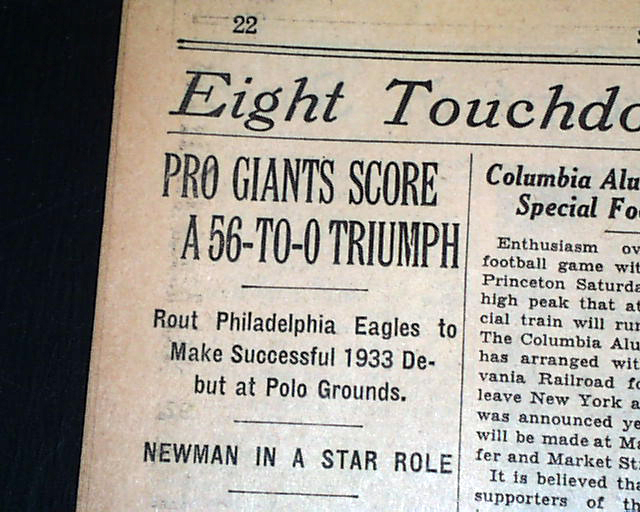 22
Eight Touchdo
PRO GIANTS SCORE
A 56-TO-0 TRIUMPH
Rout Philadelphia Eagles to
Make Successful 1933 De-
but at Polo Grounds.
NEWMAN IN A STAR ROLE
Columbia Alu
Special Fo
Enthusiasm ov
football game wit
Princeton Saturda
high peak that at
cial train will run
The Columbia Alu
has arranged wit
vania Railroad fo
leave New York a
was announced ye
will be made at Ma
fer and Market St
It is believed tha
supporters of th